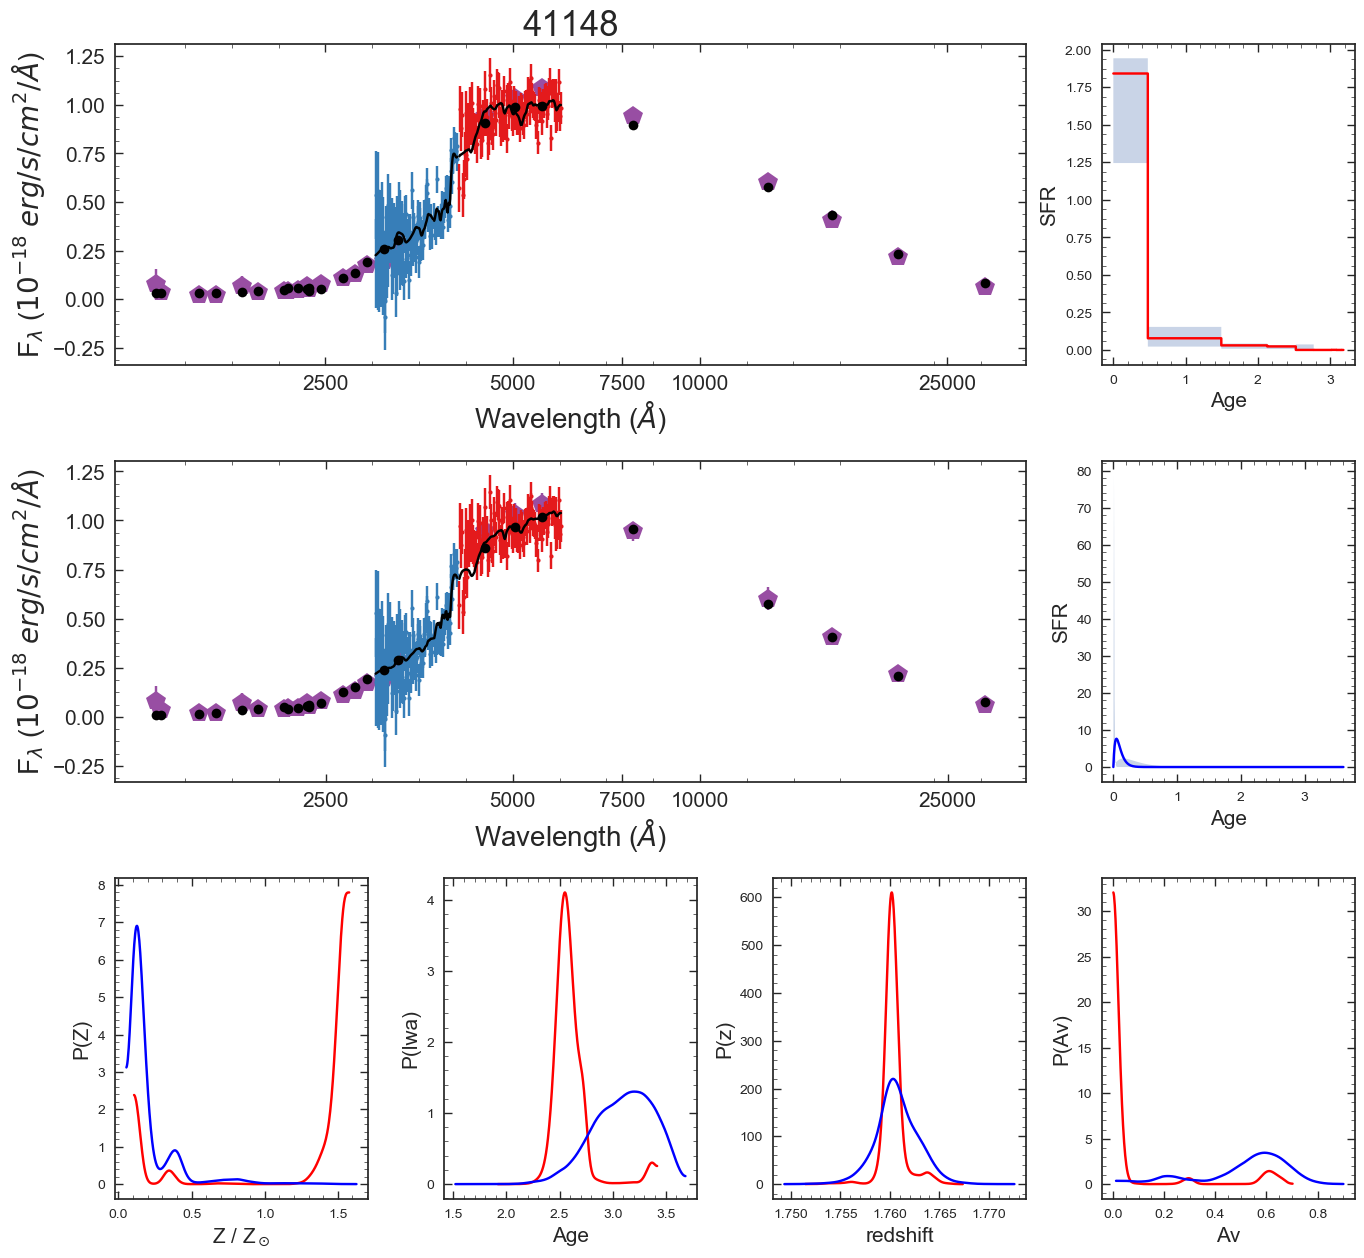 41148
F_λ (10^{-18} erg/s/cm^2/Å)
1.25
1.00
0.75
0.50
0.25
0.00
−0.25
2500 5000 7500 10000 25000
Wavelength (Å)
SFR
2.00
1.75
1.50
1.25
1.00
0.75
0.50
0.25
0.00
0 1 2 3
Age
F_λ (10^{-18} erg/s/cm^2/Å)
1.25
1.00
0.75
0.50
0.25
0.00
−0.25
2500 5000 7500 10000 25000
Wavelength (Å)
SFR
80
70
60
50
40
30
20
10
0
0 1 2 3
Age
P(Z)
8
7
6
5
4
3
2
1
0
0.0 0.5 1.0 1.5
Z / Z_⊙
P(lwa)
4
3
2
1
0
1.5 2.0 2.5 3.0 3.5
Age
P(z)
600
500
400
300
200
100
0
1.750 1.755 1.760 1.765 1.770
redshift
P(Av)
30
25
20
15
10
5
0
0.0 0.2 0.4 0.6 0.8
Av